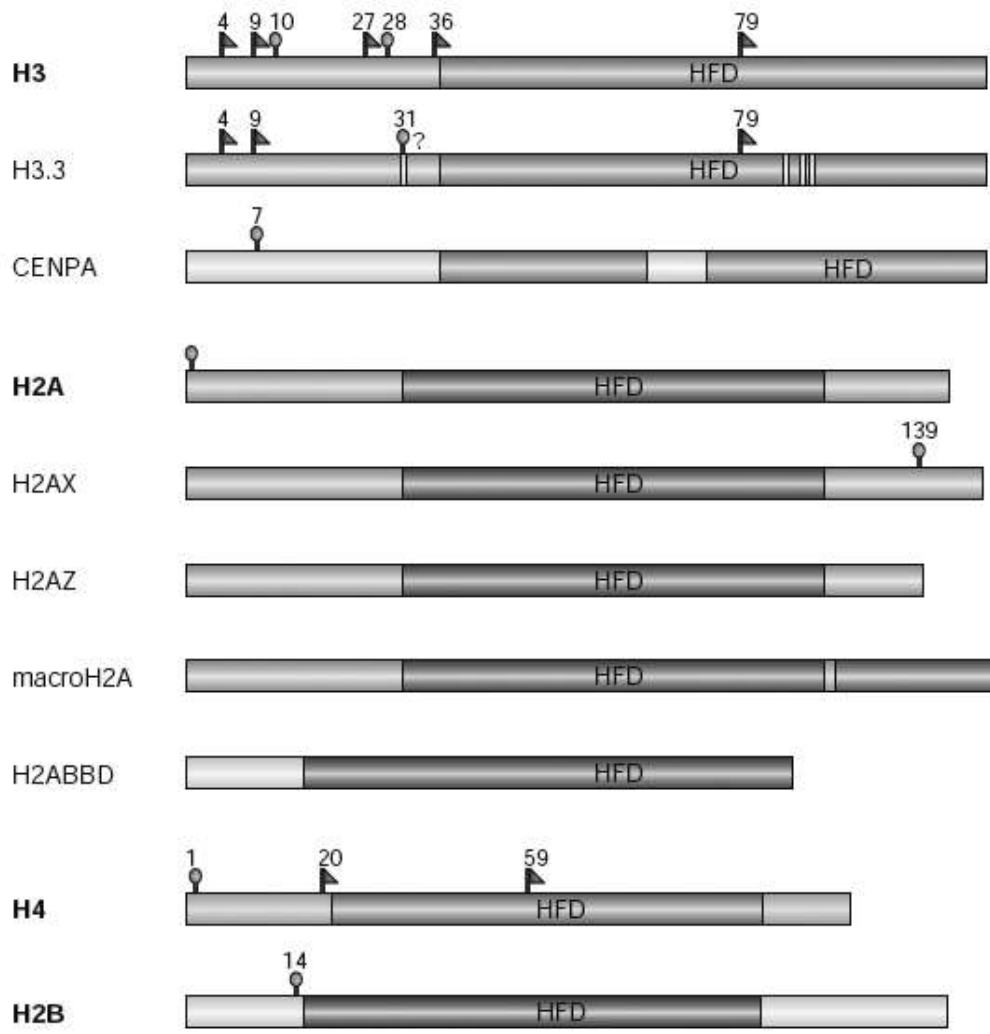 4 9 10 27 28 36 79
H3 HFD
4 9 31 ? 79
H3.3 HFD
7
CENPA HFD
H2A HFD
139
H2AX HFD
H2AZ HFD
macroH2A HFD
H2ABBD HFD
1 20 59
H4 HFD
14
H2B HFD